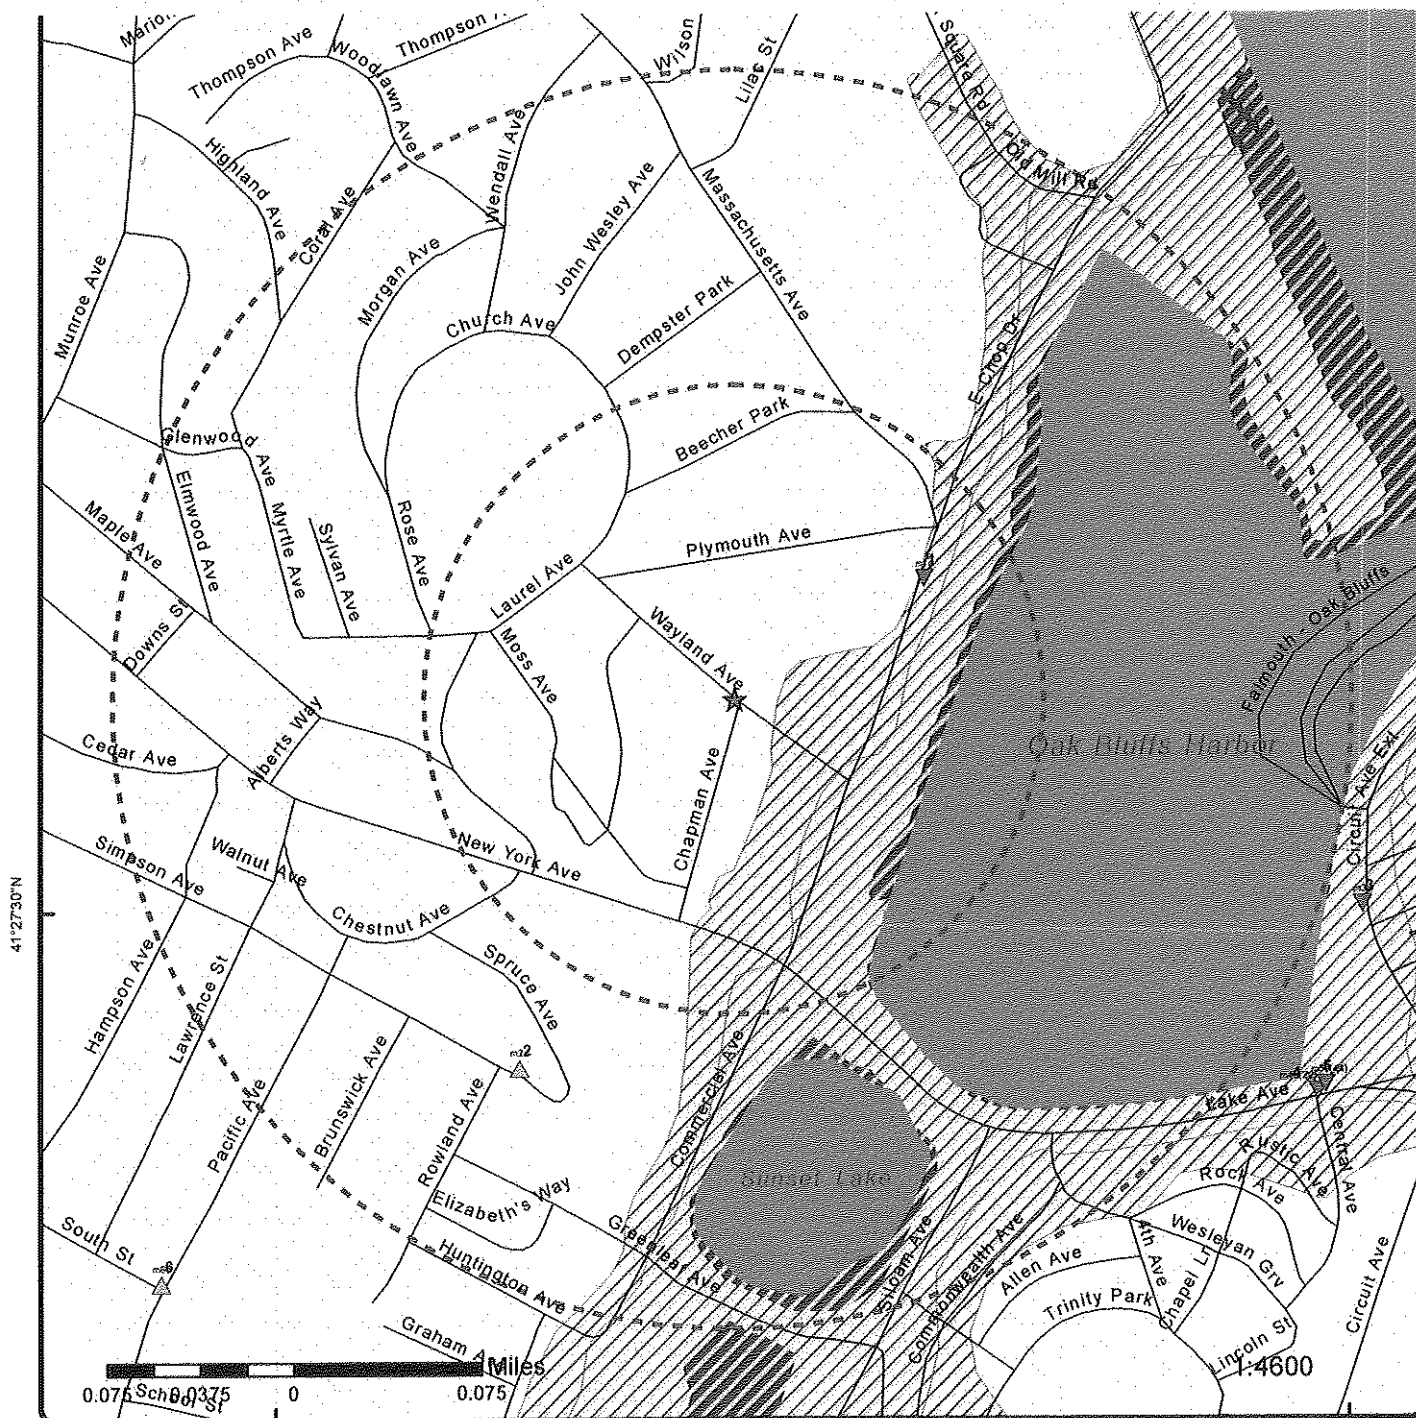 Thompson Ave
Woodlawn Ave
Thompson
Wilson
Lilac St
Square Rd
Old Mill Rd
Highland Ave
Coral Ave
Wendall Ave
John Wesley Ave
Massachusetts Ave
Morgan Ave
Munroe Ave
Church Ave
Dempster Park
E Chop Dr
Beecher Park
Glenwood Ave
Elmwood Ave
Maple Ave
Myrtle Ave
Sylvan Ave
Rose Ave
Plymouth Ave
Laurel Ave
Wayland Ave
Moss Ave
Downs St
Falmouth Oak Bluffs
Oak Bluffs Harbor
Cedar Ave
Alberts Way
Chapman Ave
Circuit Ave Ext
New York Ave
Simpson Ave
Walnut Ave
41°27'30"N
Chestnut Ave
Spruce Ave
Hampson Ave
Lawrence St
Pacific Ave
Brunswick Ave
2
Rowland Ave
Commercial Ave
Lake Ave
Central Ave
Rustic Ave
Rock Ave
Sunset Lake
Elizabeth's Way
South St
6
Huntington Ave
Greenleaf Ave
Siloam Ave
Commonwealth Ave
Allen Ave
4th Ave
Wesleyan Grv
Chapel Ln
Trinity Park
Lincoln St
Circuit Ave
Graham
Miles
1:4600
0.075
0.0375
0
0.075
School St